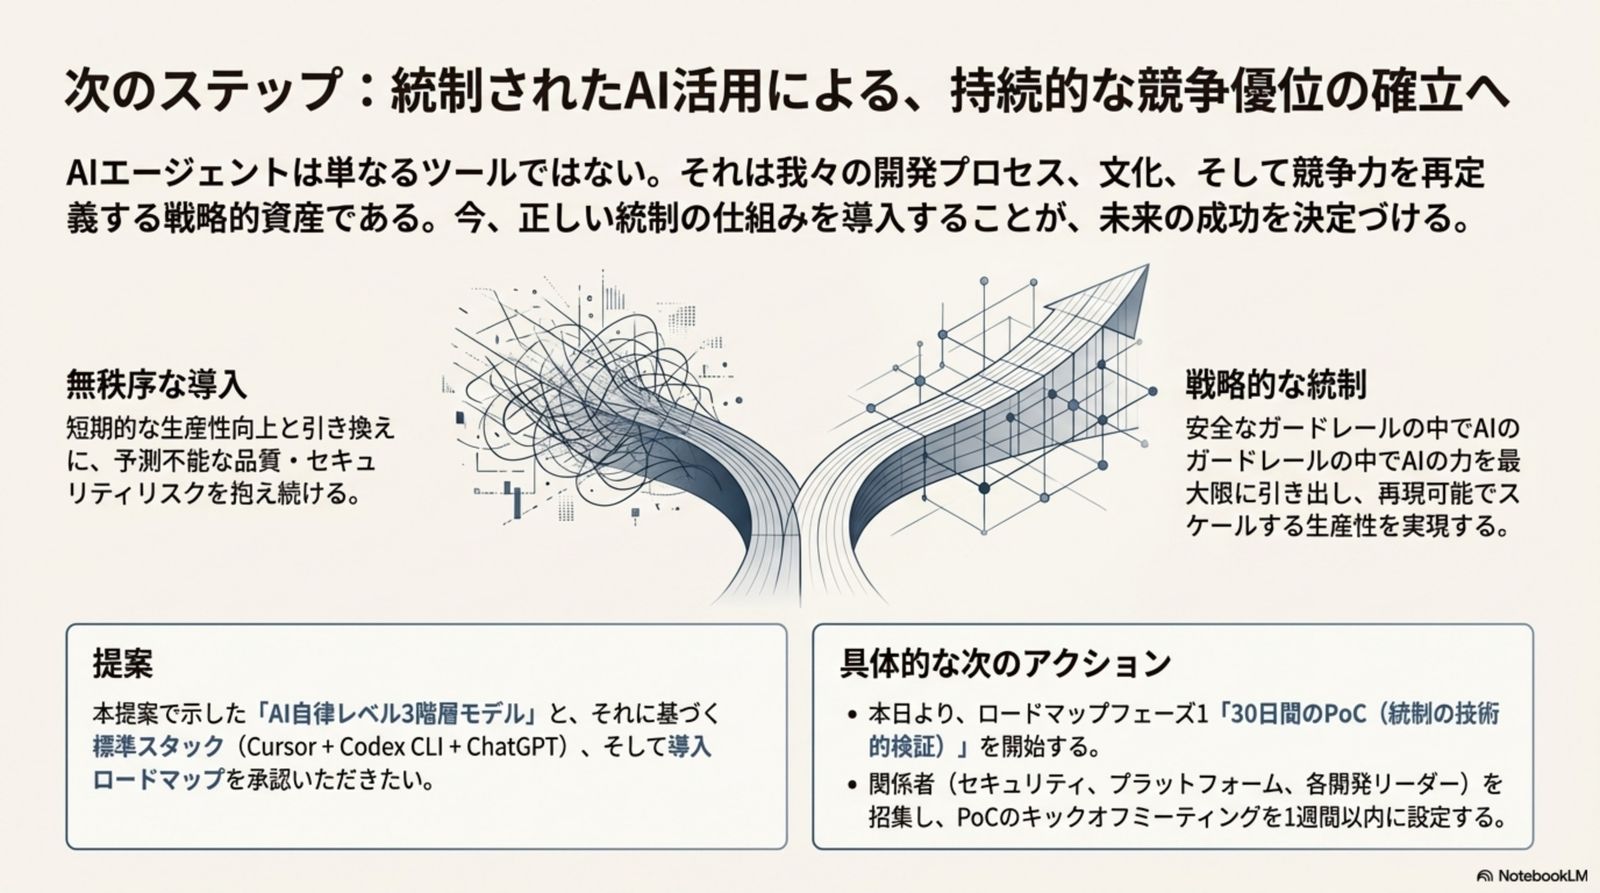 次のステップ：統制されたAI活用による、持続的な競争優位の確立へ
AIエージェントは単なるツールではない。それは我々の開発プロセス、文化、そして競争力を再定
義する戦略的資産である。今、正しい統制の仕組みを導入することが、未来の成功を決定づける。
無秩序な導入
短期的な生産性向上と引き換え
に、予測不能な品質・セキュ
リティリスクを抱え続ける。
戦略的な統制
安全なガードレールの中でAIの
ガードレールの中でAIの力を最
大限に引き出し、再現可能でス
ケールする生産性を実現する。
提案
本提案で示した「AI自律レベル3階層モデル」と、それに基づく
標準スタック（Cursor + Codex CLI + ChatGPT）、そして導入
ロードマップを承認いただきたい。
具体的な次のアクション
• 本日より、ロードマップフェーズ1「30日間のPoC（統制の技術
的検証）」を開始する。
• 関係者（セキュリティ、プラットフォーム、各開発リーダー）を
招集し、PoCのキックオフミーティングを1週間以内に設定する。
NotebookLM